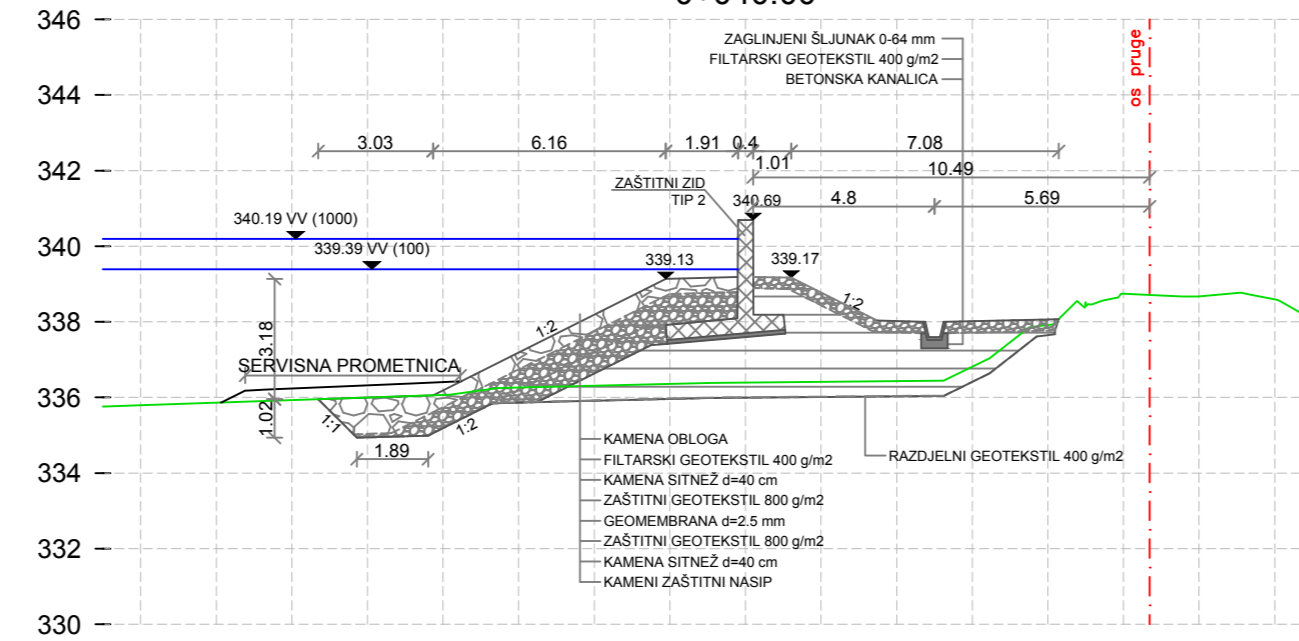 346
344
342
340
338
336
334
332
330
ZAGLINJENI ŠLJUNAK 0-64 mm
FILTARSKI GEOTEKSTIL 400 g/m2
BETONSKA KANALICA
os pruge
3.03
6.16
1.91
0.4
7.08
1.01
10.49
ZAŠTITNI ZID
TIP 2
340.69
4.8
5.69
340.19 VV (1000)
339.39 VV (100)
339.13
339.17
1:2
1:2
3.18
SERVISNA PROMETNICA
1.02
1:1
1:2
1.89
KAMENA OBLOGA
FILTARSKI GEOTEKSTIL 400 g/m2
KAMENA SITNEŽ d=40 cm
ZAŠTITNI GEOTEKSTIL 800 g/m2
GEOMEMBRANA d=2.5 mm
ZAŠTITNI GEOTEKSTIL 800 g/m2
KAMENA SITNEŽ d=40 cm
KAMENI ZAŠTITNI NASIP
RAZDJELNI GEOTEKSTIL 400 g/m2